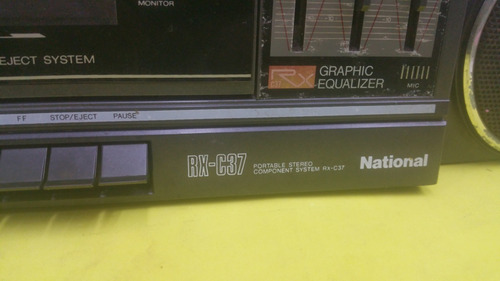 MONITOR
EJECT SYSTEM
RX GRAPHIC EQUALIZER
MIC
FF STOP/EJECT PAUSE
RX-C37
PORTABLE STEREO
COMPONENT SYSTEM RX-C37
National